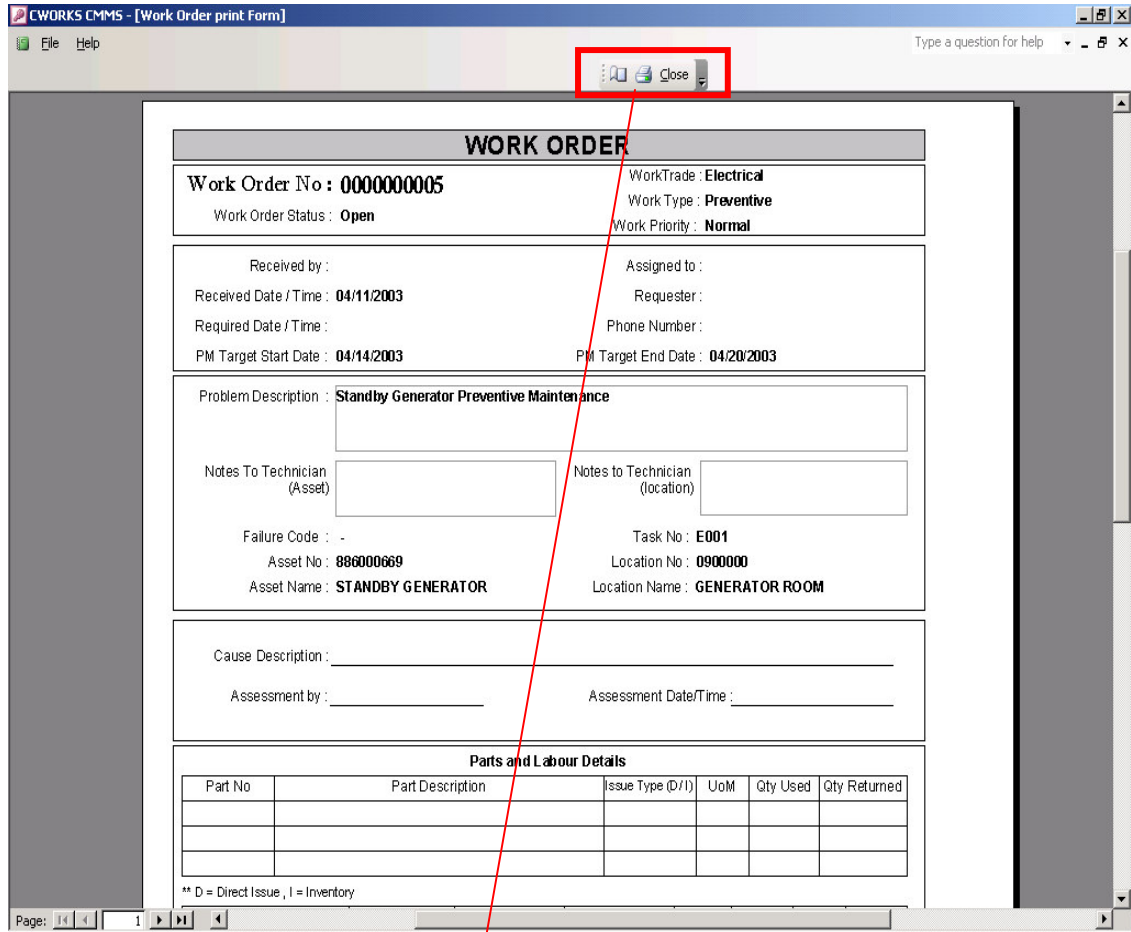 CWORKS CMMS - [Work Order print Form]
File Help Type a question for help
Close
WORK ORDER
Work Order No : 0000000005 WorkTrade : Electrical
Work Type : Preventive
Work Order Status : Open
Work Priority : Normal
Received by : Assigned to :
Received Date / Time : 04/11/2003 Requester :
Required Date / Time : Phone Number :
PM Target Start Date : 04/14/2003 PM Target End Date : 04/20/2003
Problem Description : Standby Generator Preventive Maintenance
Notes To Technician (Asset) Notes to Technician (location)
Failure Code : - Task No : E001
Asset No : 886000669 Location No : 0900000
Asset Name : STANDBY GENERATOR Location Name : GENERATOR ROOM
Cause Description :
Assessment by : Assessment Date/Time :
Parts and Labour Details
Part No Part Description Issue Type (D/I) UoM Qty Used Qty Returned
** D = Direct Issue , I = Inventory
Page: 1